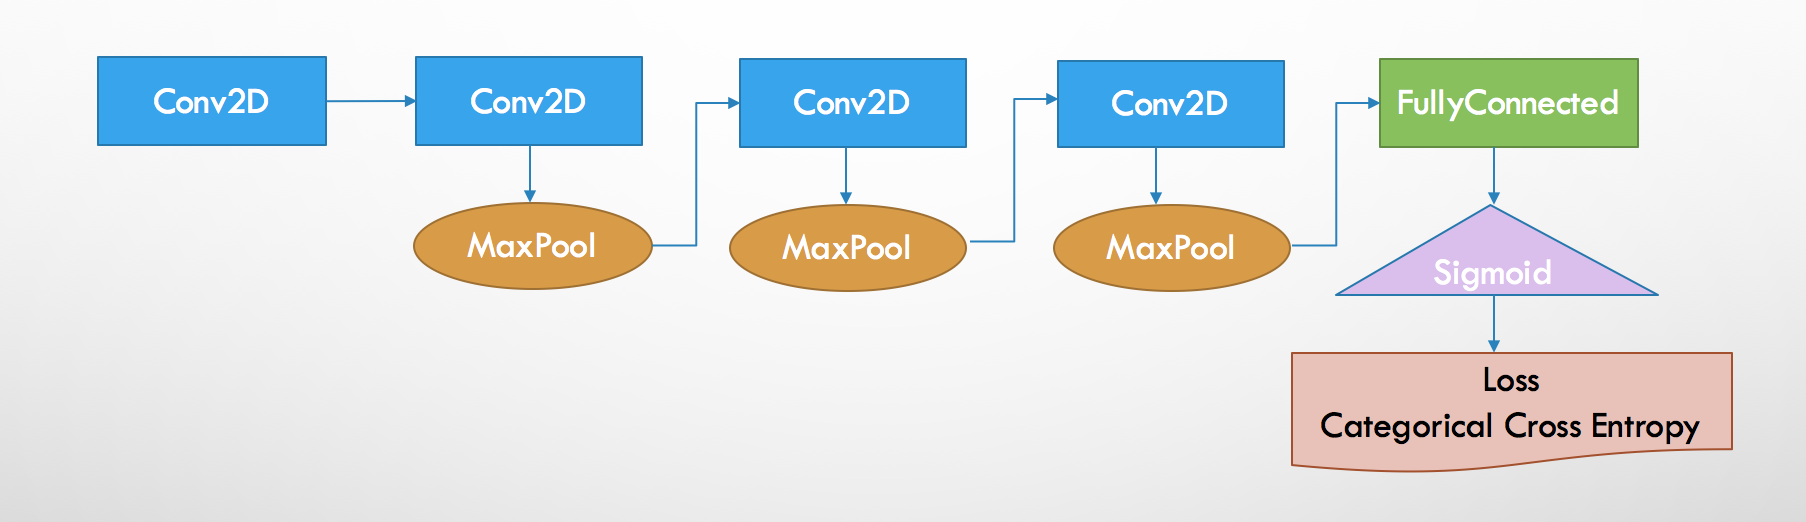 Conv2D
Conv2D
Conv2D
Conv2D
FullyConnected
MaxPool
MaxPool
MaxPool
Sigmoid
Loss
Categorical Cross Entropy